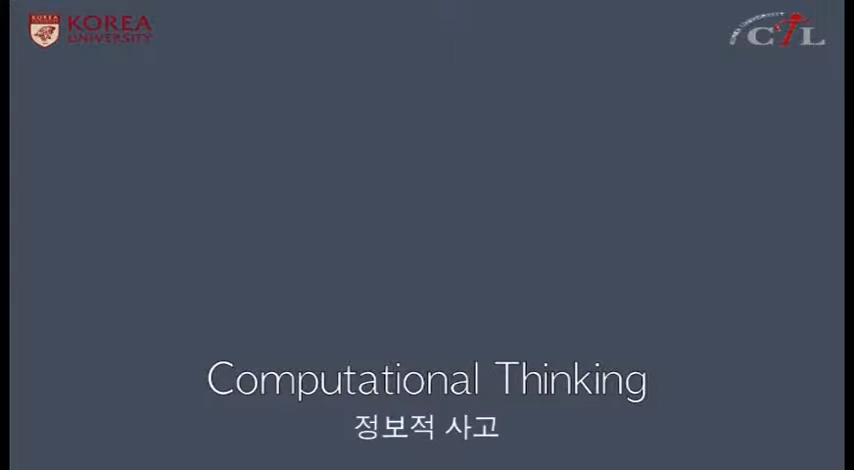 KOREA
UNIVERSITY
CTL
Computational Thinking
정보적 사고